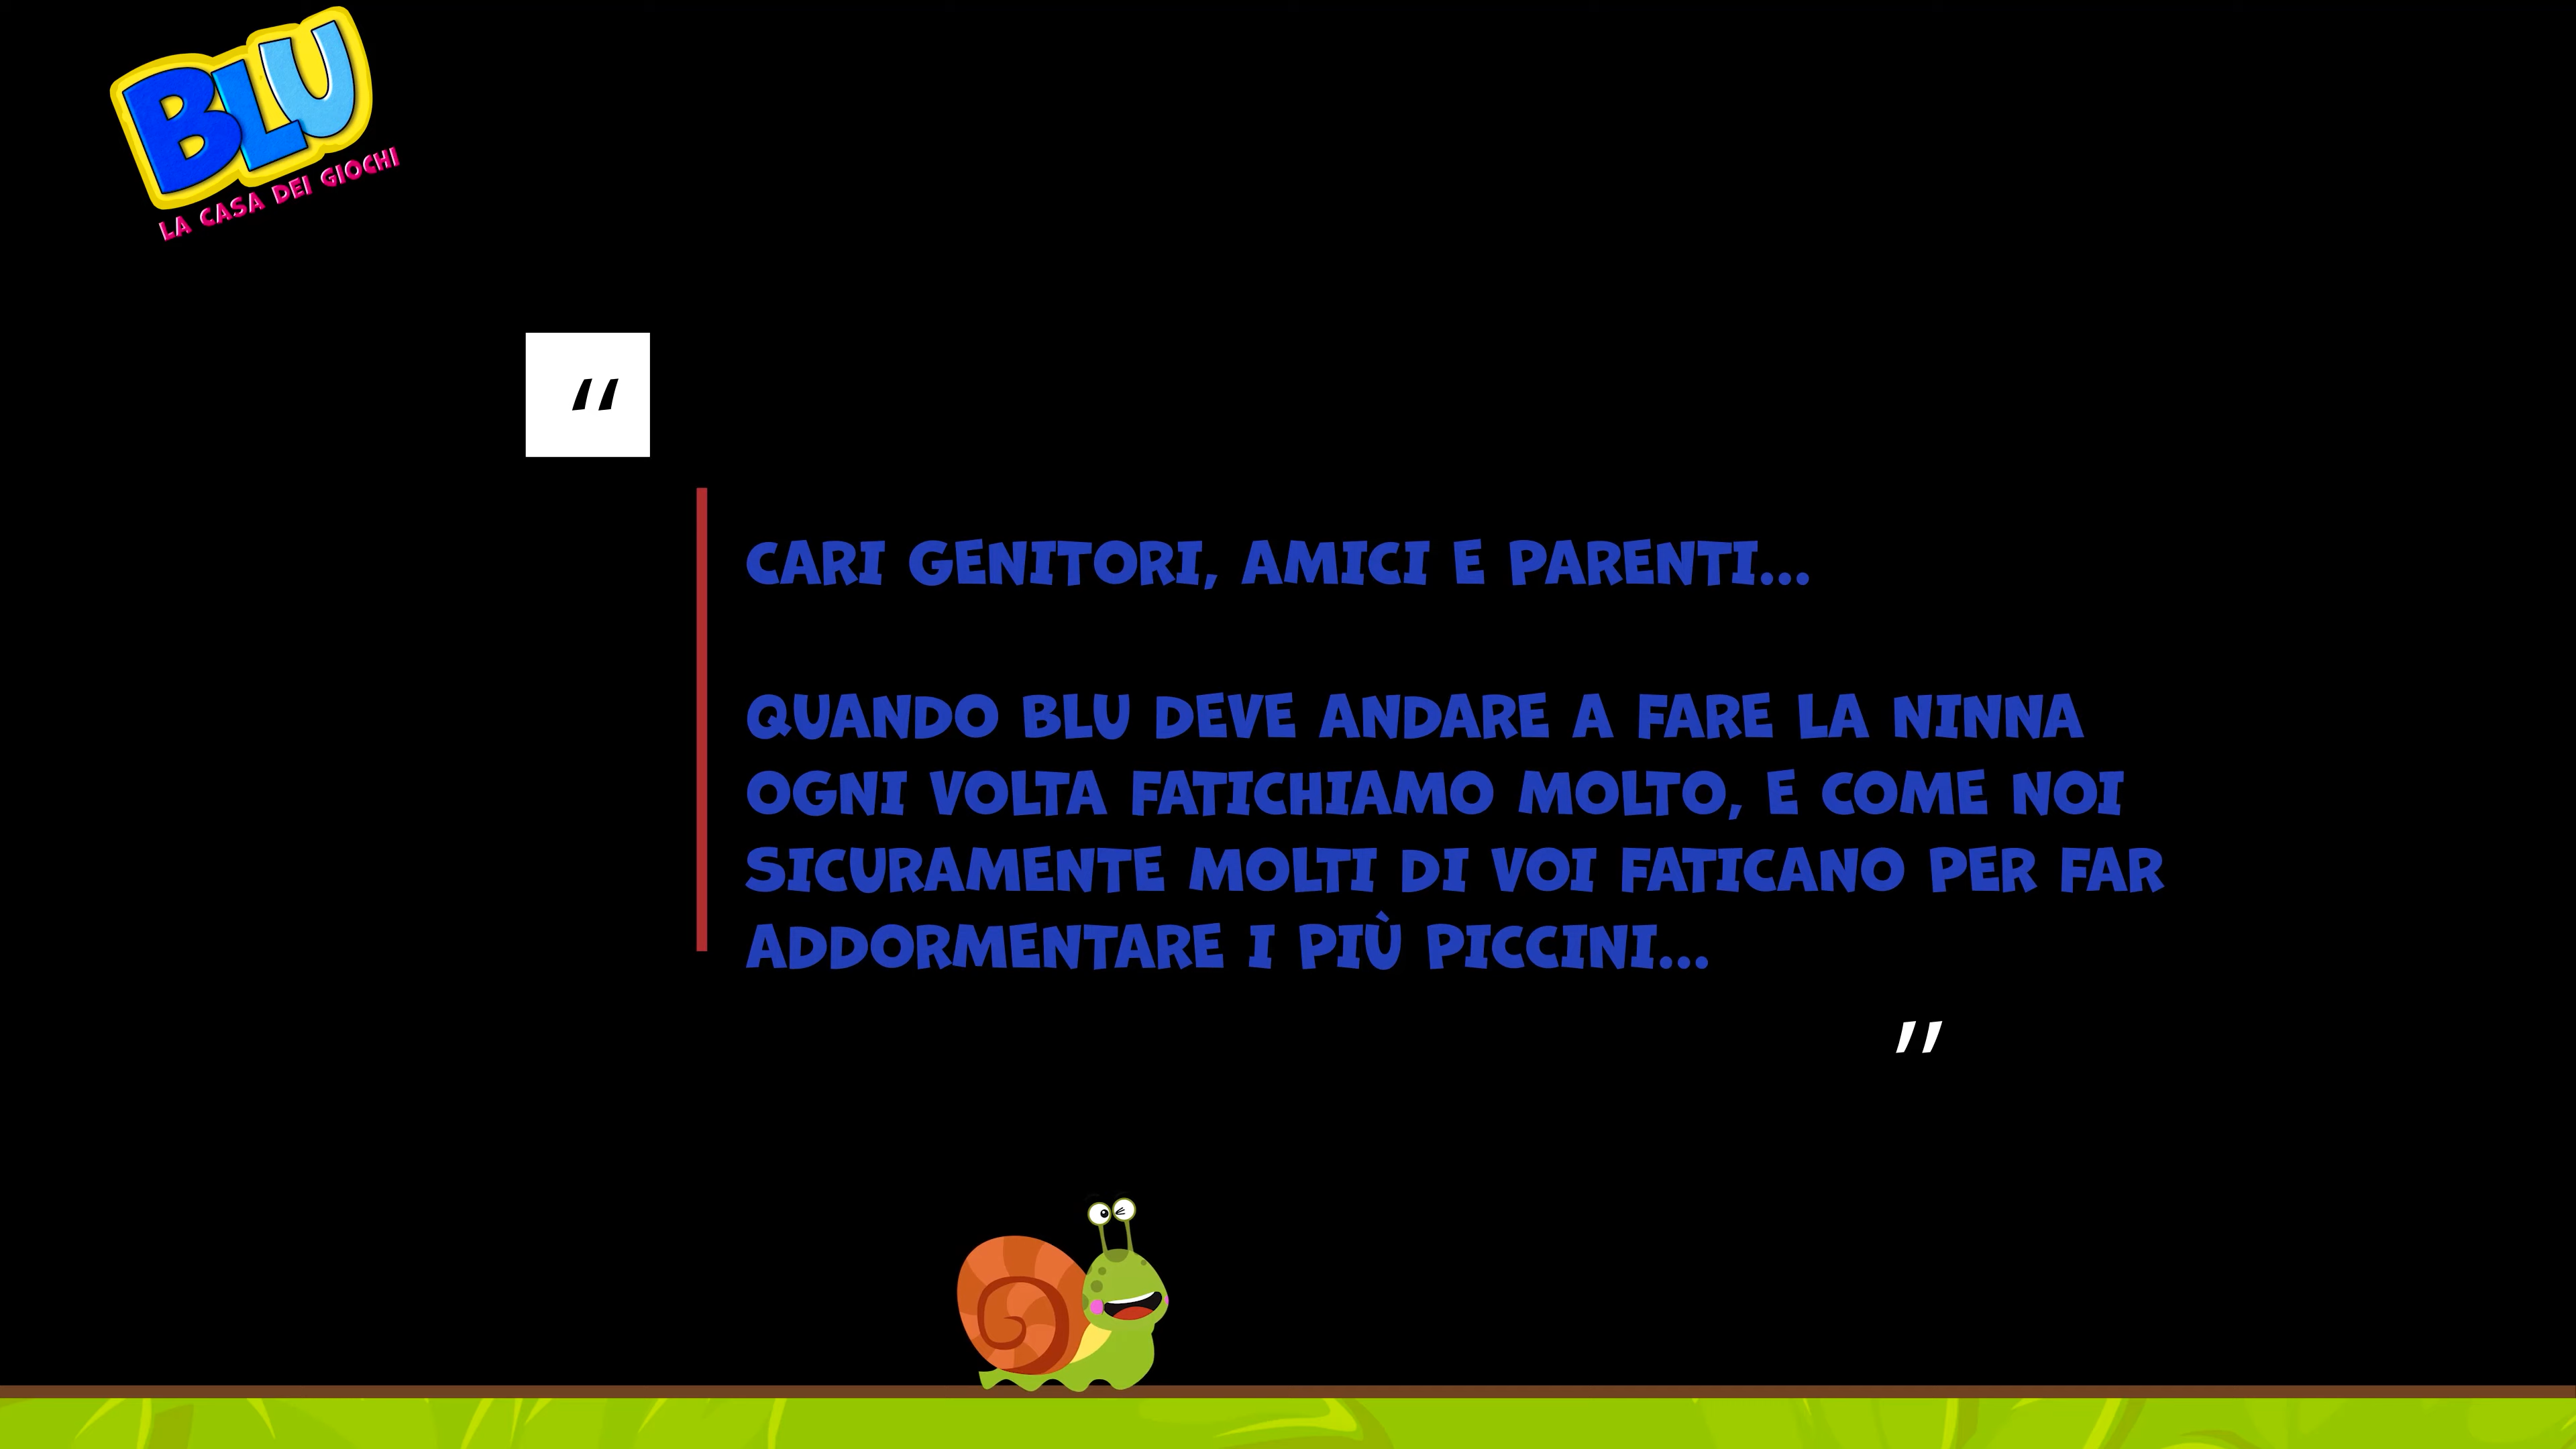 BLU
LA CASA DEI GIOCHI
“
CARI GENITORI, AMICI E PARENTI...
QUANDO BLU DEVE ANDARE A FARE LA NINNA
OGNI VOLTA FATICHIAMO MOLTO, E COME NOI
SICURAMENTE MOLTI DI VOI FATICANO PER FAR
ADDORMENTARE I PIÙ PICCINI...
”